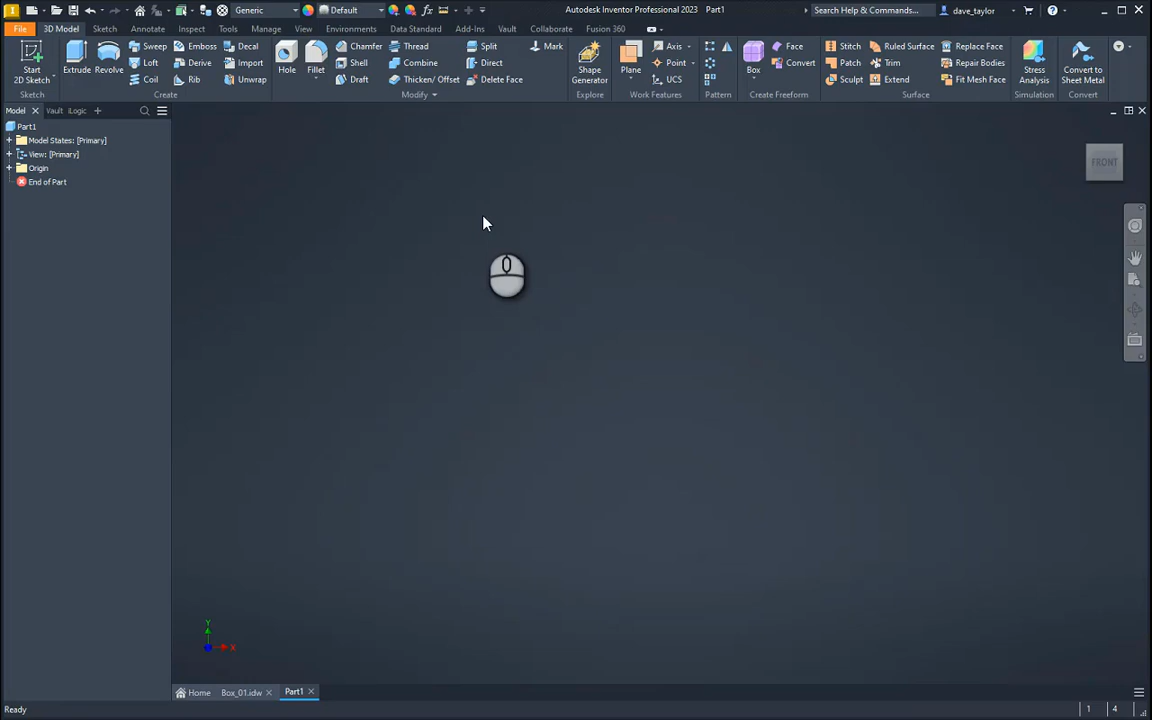 Generic
Default
Autodesk Inventor Professional 2023 Part1
Search Help & Commands...
dave_taylor
File
3D Model
Sketch
Annotate
Inspect
Tools
Manage
View
Environments
Data Standard
Add-Ins
Vault
Collaborate
Fusion 360
Start
2D Sketch
Sketch
Extrude
Revolve
Sweep
Loft
Coil
Emboss
Derive
Rib
Decal
Import
Unwrap
Create
Hole
Fillet
Chamfer
Shell
Draft
Thread
Combine
Thicken/ Offset
Split
Direct
Delete Face
Mark
Modify
Shape
Generator
Explore
Plane
Axis
Point
UCS
Work Features
Pattern
Box
Face
Convert
Create Freeform
Stitch
Patch
Sculpt
Ruled Surface
Trim
Extend
Replace Face
Repair Bodies
Fit Mesh Face
Surface
Stress
Analysis
Simulation
Convert to
Sheet Metal
Convert
Model
Vault
iLogic
Part1
Model States: [Primary]
View: [Primary]
Origin
End of Part
FRONT
Y
X
Home
Box_01.idw
Part1
Ready
1
4